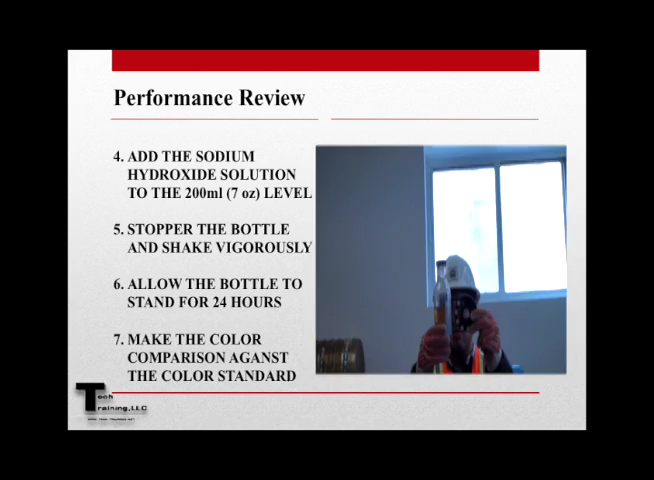 Performance Review
4. ADD THE SODIUM
HYDROXIDE SOLUTION
TO THE 200ml (7 oz) LEVEL
5. STOPPER THE BOTTLE
AND SHAKE VIGOROUSLY
6. ALLOW THE BOTTLE TO
STAND FOR 24 HOURS
7. MAKE THE COLOR
COMPARISON AGANST
THE COLOR STANDARD
Tech
Training,LLC